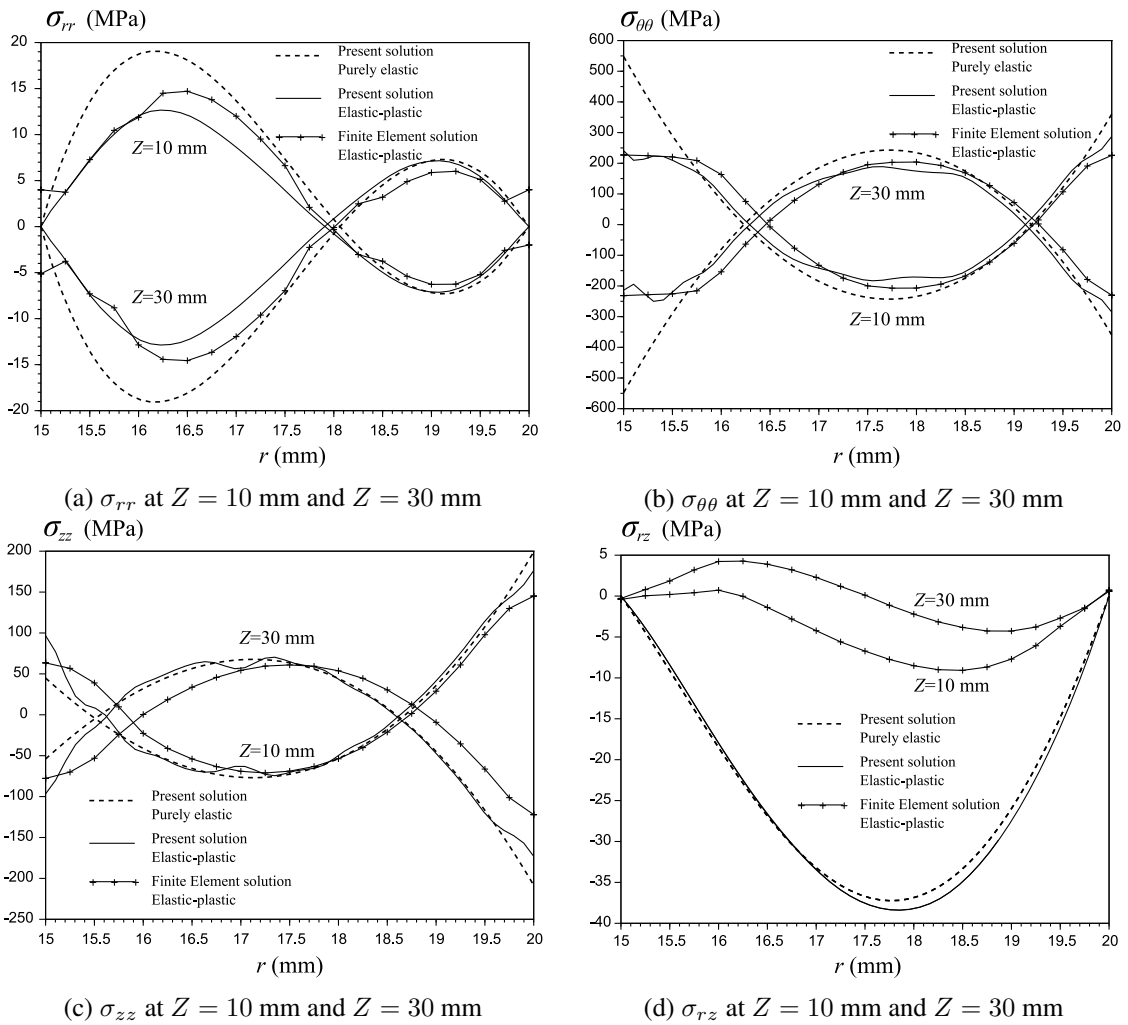 σrr (MPa)
20
15
10
5
0
-5
-10
-15
-20
15 15.5 16 16.5 17 17.5 18 18.5 19 19.5 20
r (mm)
Present solution
Purely elastic
Present solution
Elastic-plastic
Finite Element solution
Elastic-plastic
Z=10 mm
Z=30 mm
(a) σrr at Z = 10 mm and Z = 30 mm
σθθ (MPa)
600
500
400
300
200
100
0
-100
-200
-300
-400
-500
-600
15 15.5 16 16.5 17 17.5 18 18.5 19 19.5 20
r (mm)
Present solution
Purely elastic
Present solution
Elastic-plastic
Finite Element solution
Elastic-plastic
Z=30 mm
Z=10 mm
(b) σθθ at Z = 10 mm and Z = 30 mm
σzz (MPa)
200
150
100
50
0
-50
-100
-150
-200
-250
15 15.5 16 16.5 17 17.5 18 18.5 19 19.5 20
r (mm)
Z=30 mm
Z=10 mm
Present solution
Purely elastic
Present solution
Elastic-plastic
Finite Element solution
Elastic-plastic
(c) σzz at Z = 10 mm and Z = 30 mm
σrz (MPa)
5
0
-5
-10
-15
-20
-25
-30
-35
-40
15 15.5 16 16.5 17 17.5 18 18.5 19 19.5 20
r (mm)
Z=30 mm
Z=10 mm
Present solution
Purely elastic
Present solution
Elastic-plastic
Finite Element solution
Elastic-plastic
(d) σrz at Z = 10 mm and Z = 30 mm